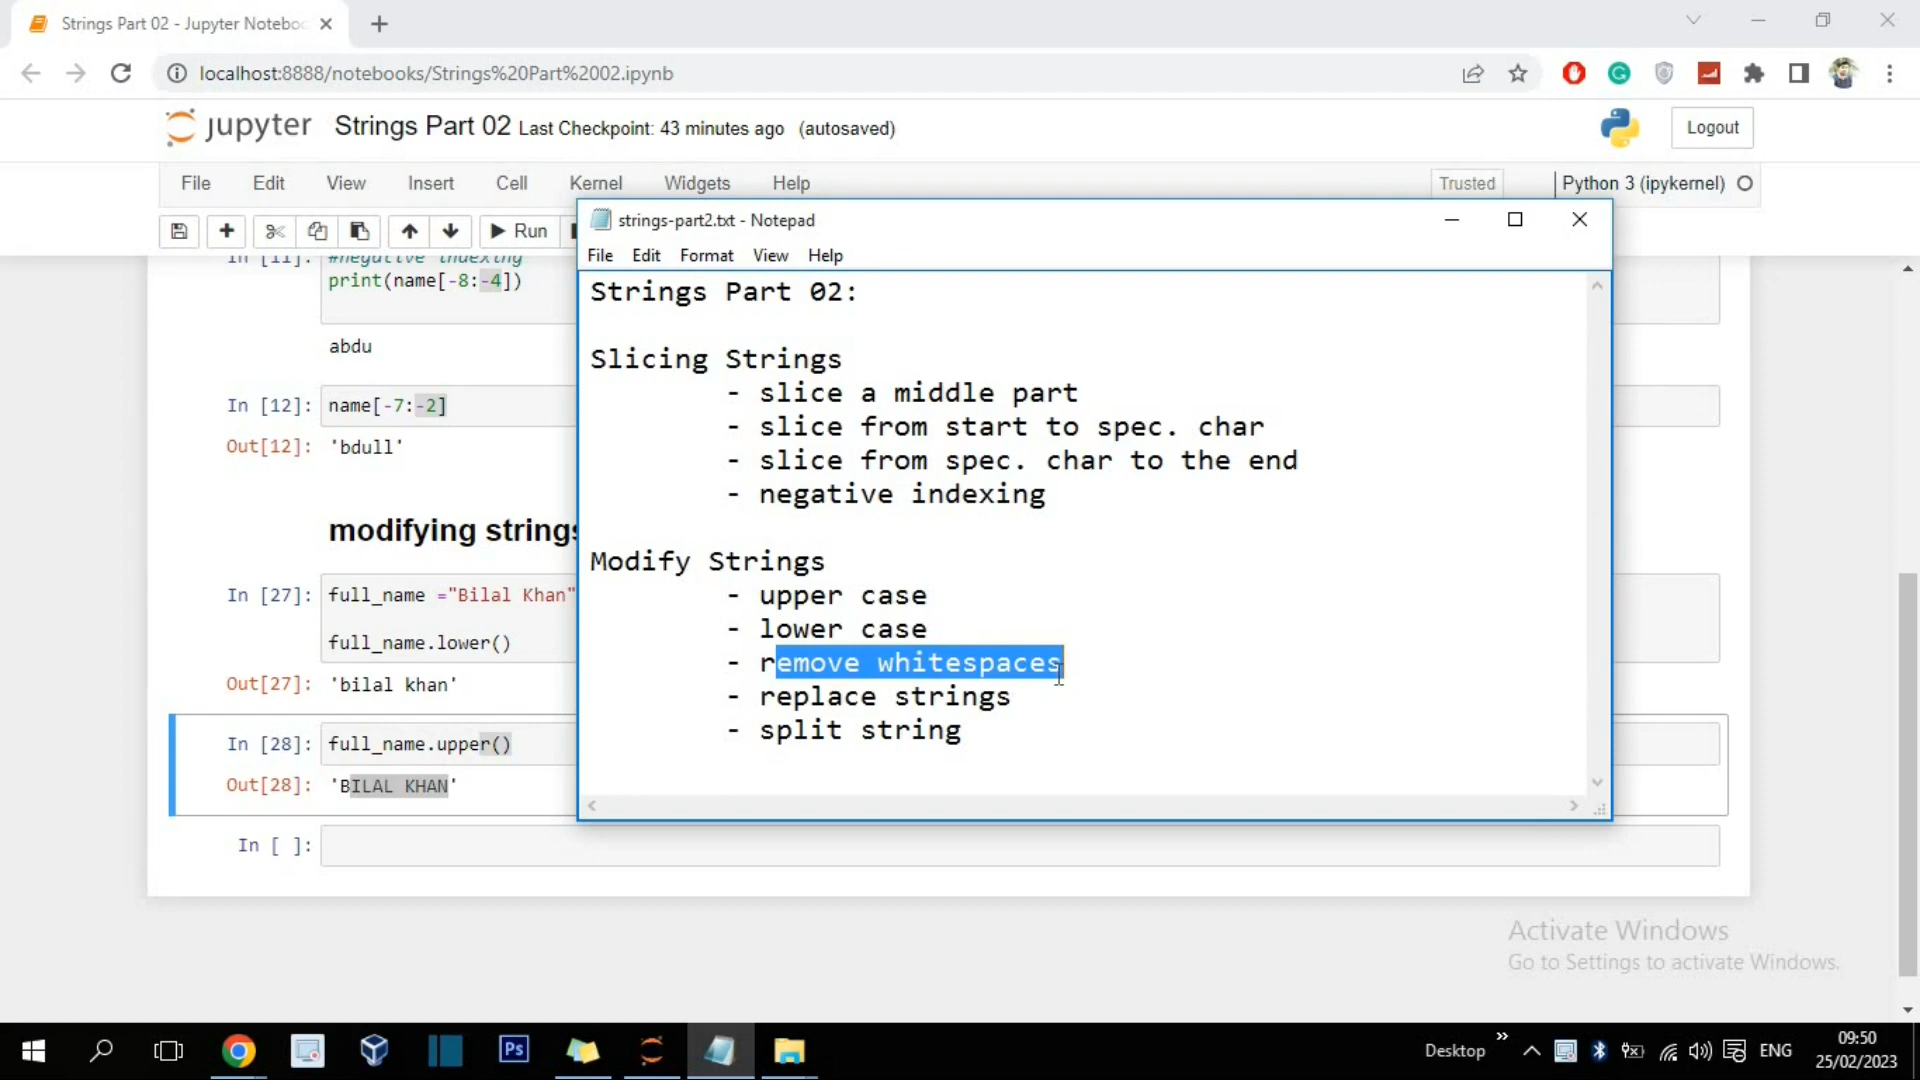 Strings Part 02 - Jupyter Noteboo
localhost:8888/notebooks/Strings%20Part%2002.ipynb
jupyter Strings Part 02 Last Checkpoint: 43 minutes ago (autosaved)
Logout
File Edit View Insert Cell Kernel Widgets Help
Trusted
Python 3 (ipykernel)
Run
strings-part2.txt - Notepad
File Edit Format View Help
In [11]: #negative indexing
print(name[-8:-4])
abdu
In [12]: name[-7:-2]
Out[12]: 'bdull'
modifying strings
In [27]: full_name ="Bilal Khan"
full_name.lower()
Out[27]: 'bilal khan'
In [28]: full_name.upper()
Out[28]: 'BILAL KHAN'
In [ ]:
Strings Part 02:
Slicing Strings
- slice a middle part
- slice from start to spec. char
- slice from spec. char to the end
- negative indexing
Modify Strings
- upper case
- lower case
- remove whitespaces
- replace strings
- split string
Activate Windows
Go to Settings to activate Windows.
Ps
Desktop
ENG
09:50
25/02/2023